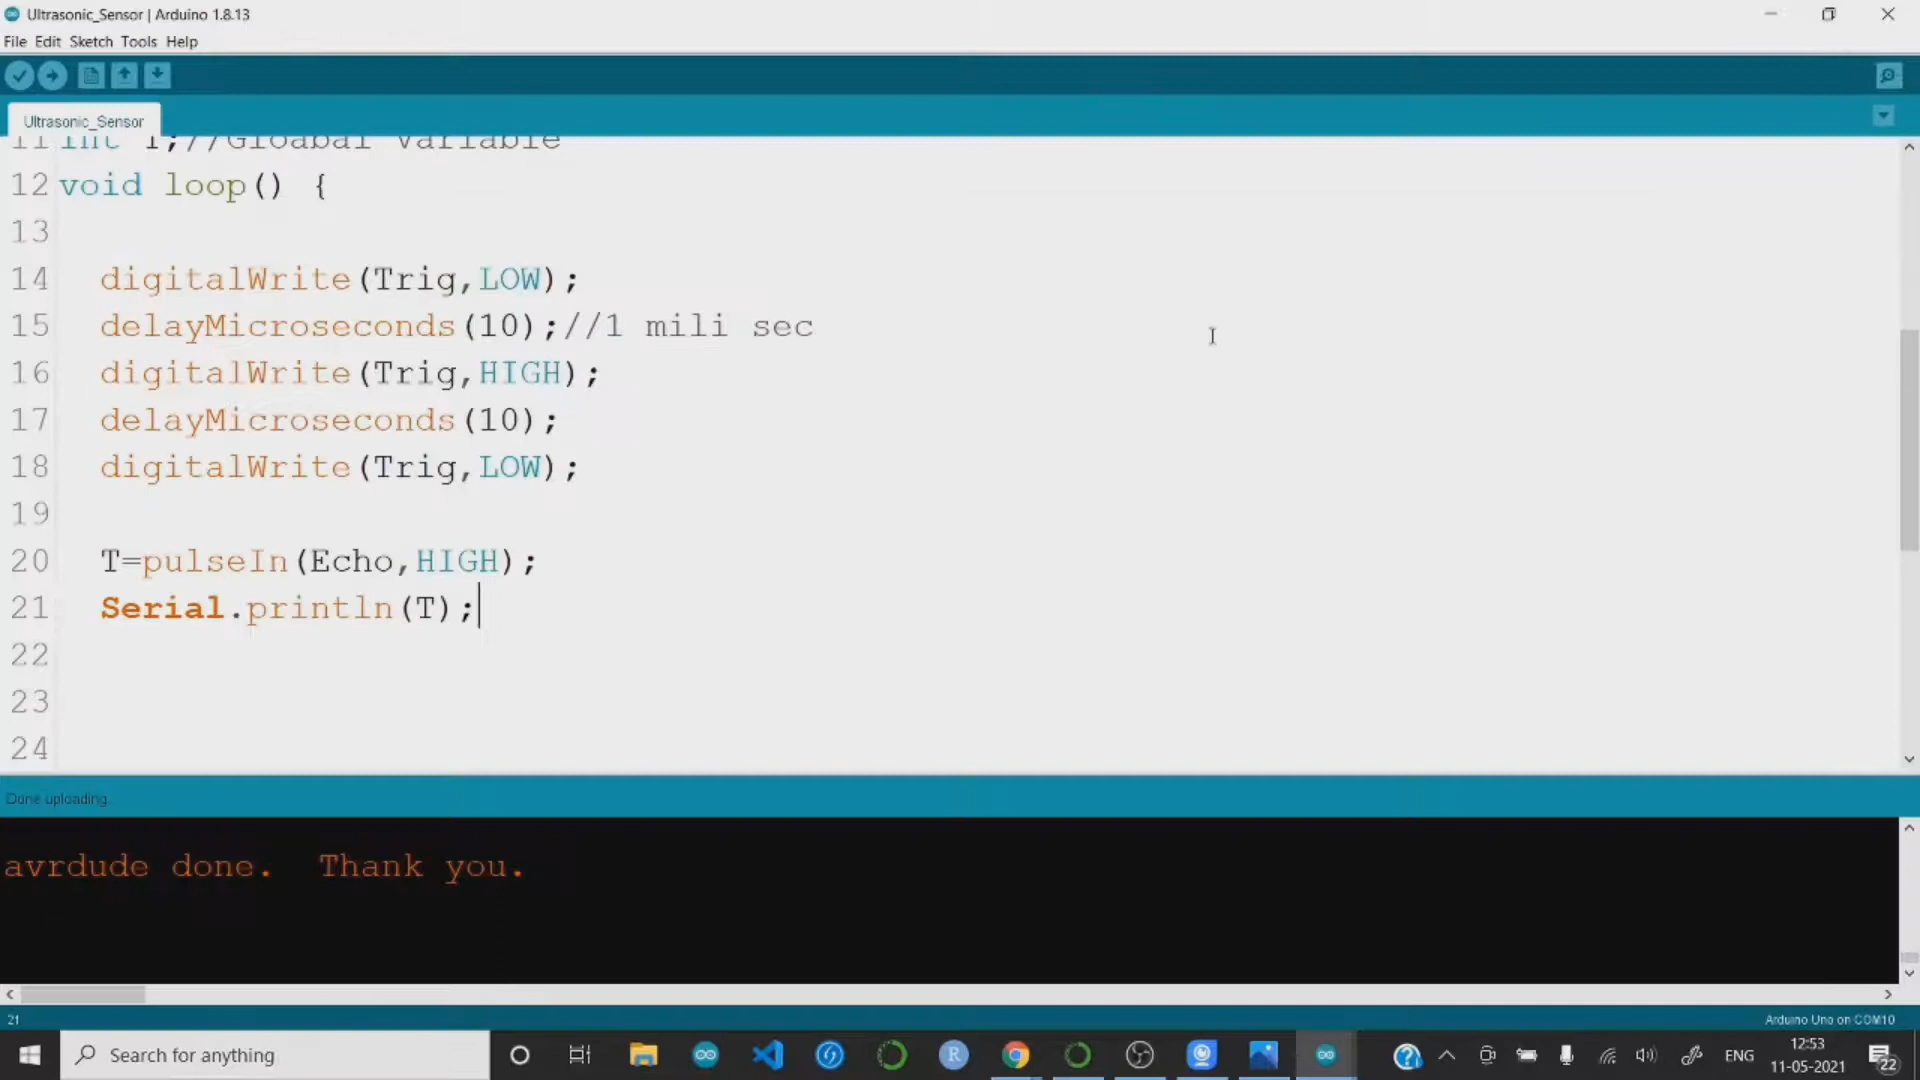 Ultrasonic_Sensor | Arduino 1.8.13
File Edit Sketch Tools Help
Ultrasonic_Sensor
11 int T;//Gloabal variable
12 void loop() {
13
14 digitalWrite(Trig,LOW);
15 delayMicroseconds(10);//1 mili sec
16 digitalWrite(Trig,HIGH);
17 delayMicroseconds(10);
18 digitalWrite(Trig,LOW);
19
20 T=pulseIn(Echo,HIGH);
21 Serial.println(T);
22
23
24
Done uploading.
avrdude done.  Thank you.
21
Arduino Uno on COM10
Search for anything
R
ENG
12:53
11-05-2021
22